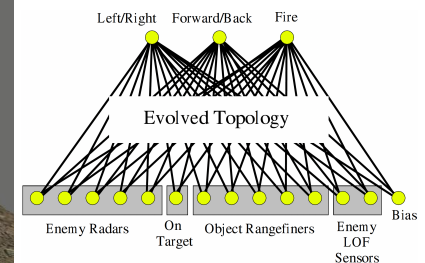 Left/Right Forward/Back Fire
Evolved Topology
Enemy Radars
On
Target
Object Rangefiners
Enemy
LOF
Sensors
Bias